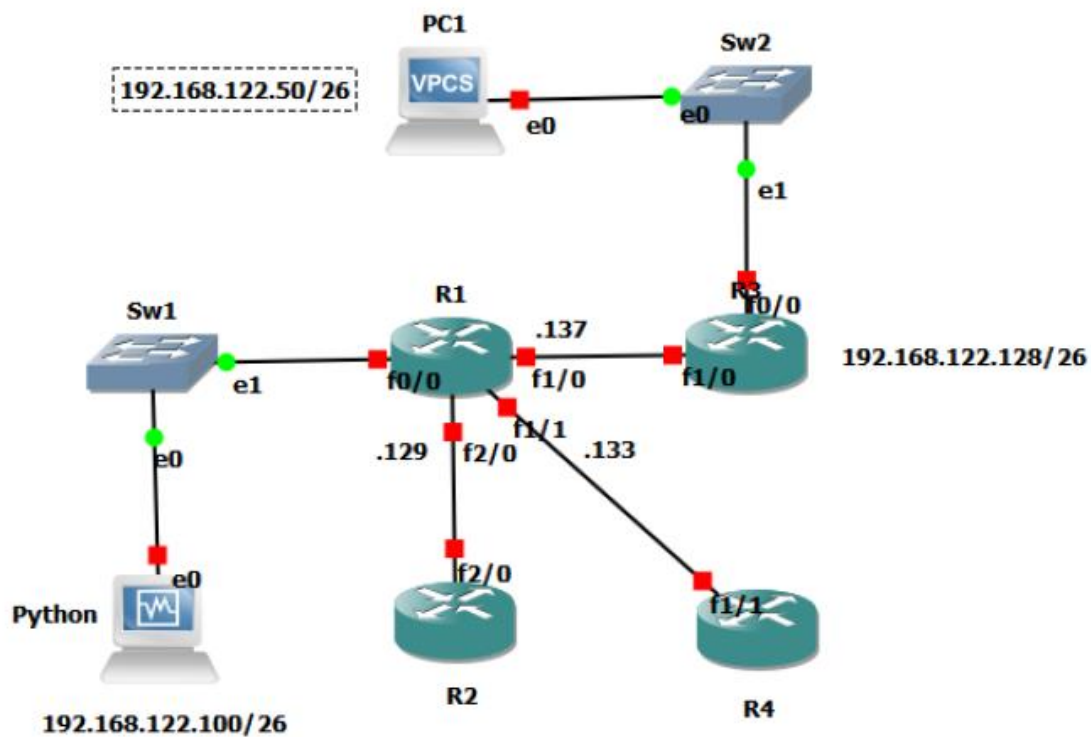 PC1
Sw2
192.168.122.50/26
VPCS
e0
e0
e1
R3
f0/0
R1
Sw1
.137
192.168.122.128/26
e1
f0/0
f1/0
f1/0
f1/1
.129
f2/0
.133
e0
e0
f2/0
f1/1
Python
R2
R4
192.168.122.100/26